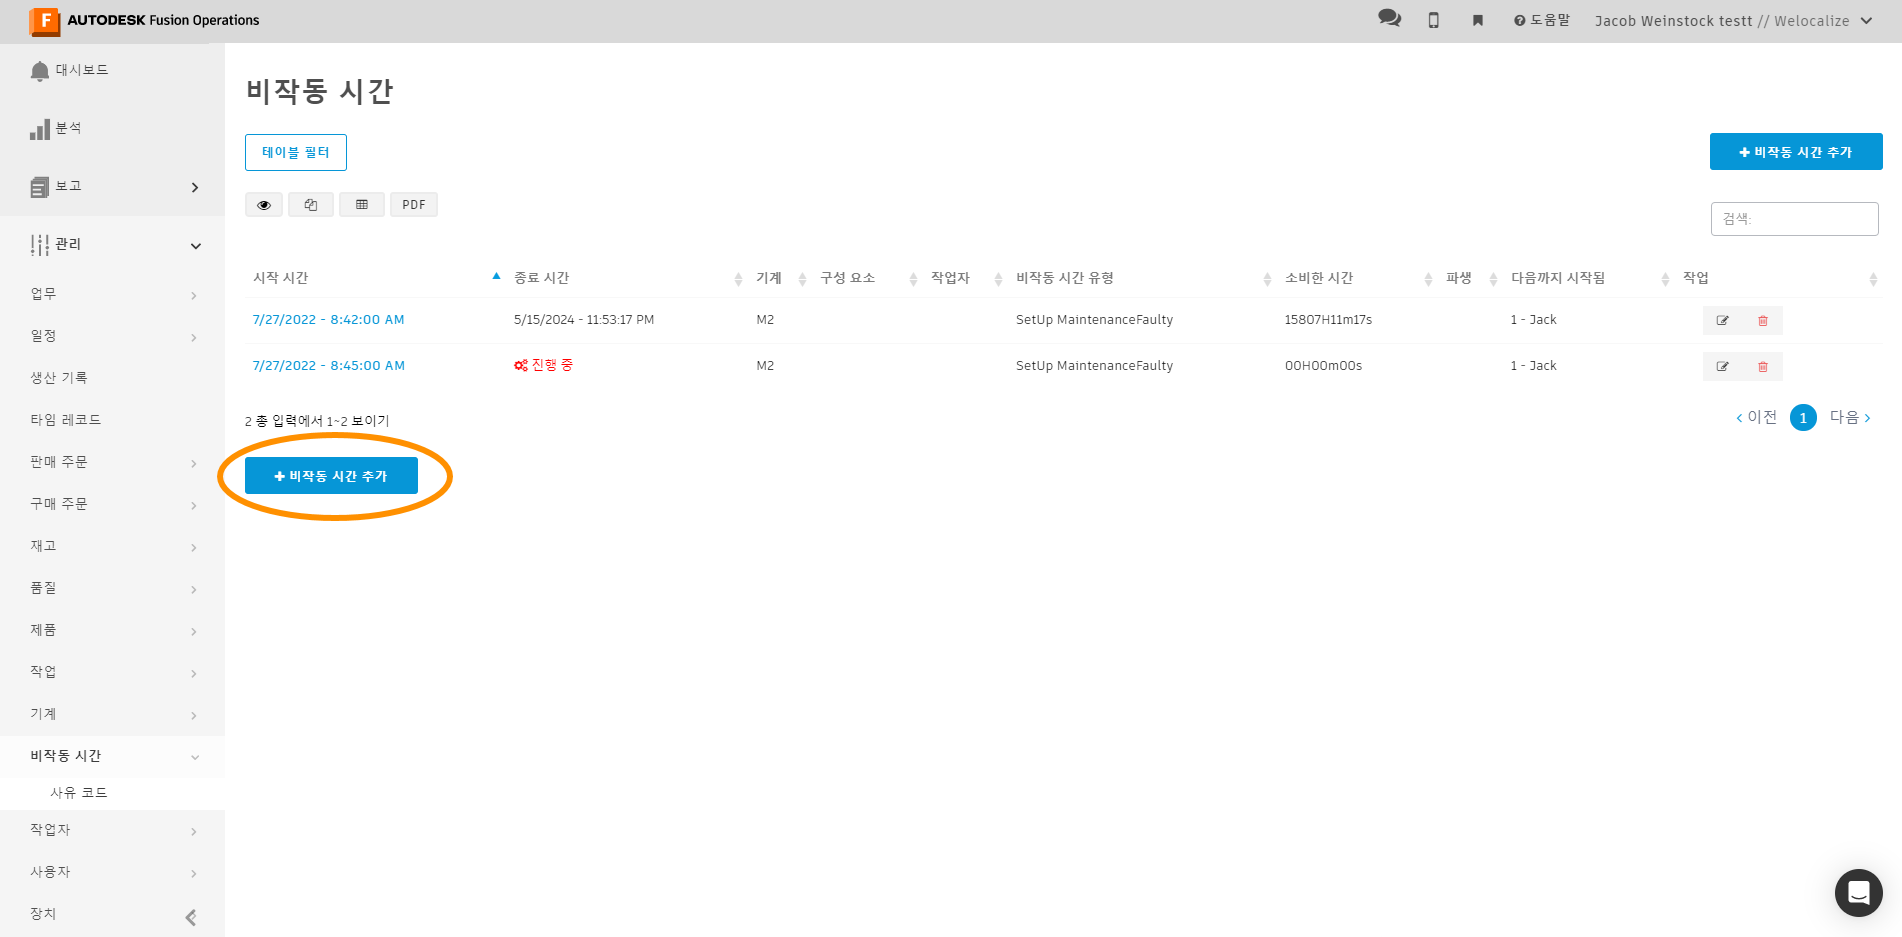 F AUTODESK Fusion Operations
도움말
Jacob Weinstock testt // Welocalize
대시보드
분석
보고
관리
업무
일정
생산 기록
타임 레코드
판매 주문
구매 주문
재고
품질
제품
작업
기계
비작동 시간
사유 코드
작업자
사용자
장치
비작동 시간
테이블 필터
+ 비작동 시간 추가
PDF
검색:
시작 시간 종료 시간 기계 구성 요소 작업자 비작동 시간 유형 소비한 시간 파생 다음까지 시작됨 작업
7/27/2022 - 8:42:00 AM 5/15/2024 - 11:53:17 PM M2 SetUp MaintenanceFaulty 15807H11m17s 1 - Jack
7/27/2022 - 8:45:00 AM 진행 중 M2 SetUp MaintenanceFaulty 00H00m00s 1 - Jack
2 총 입력에서 1~2 보이기
이전 1 다음
+ 비작동 시간 추가